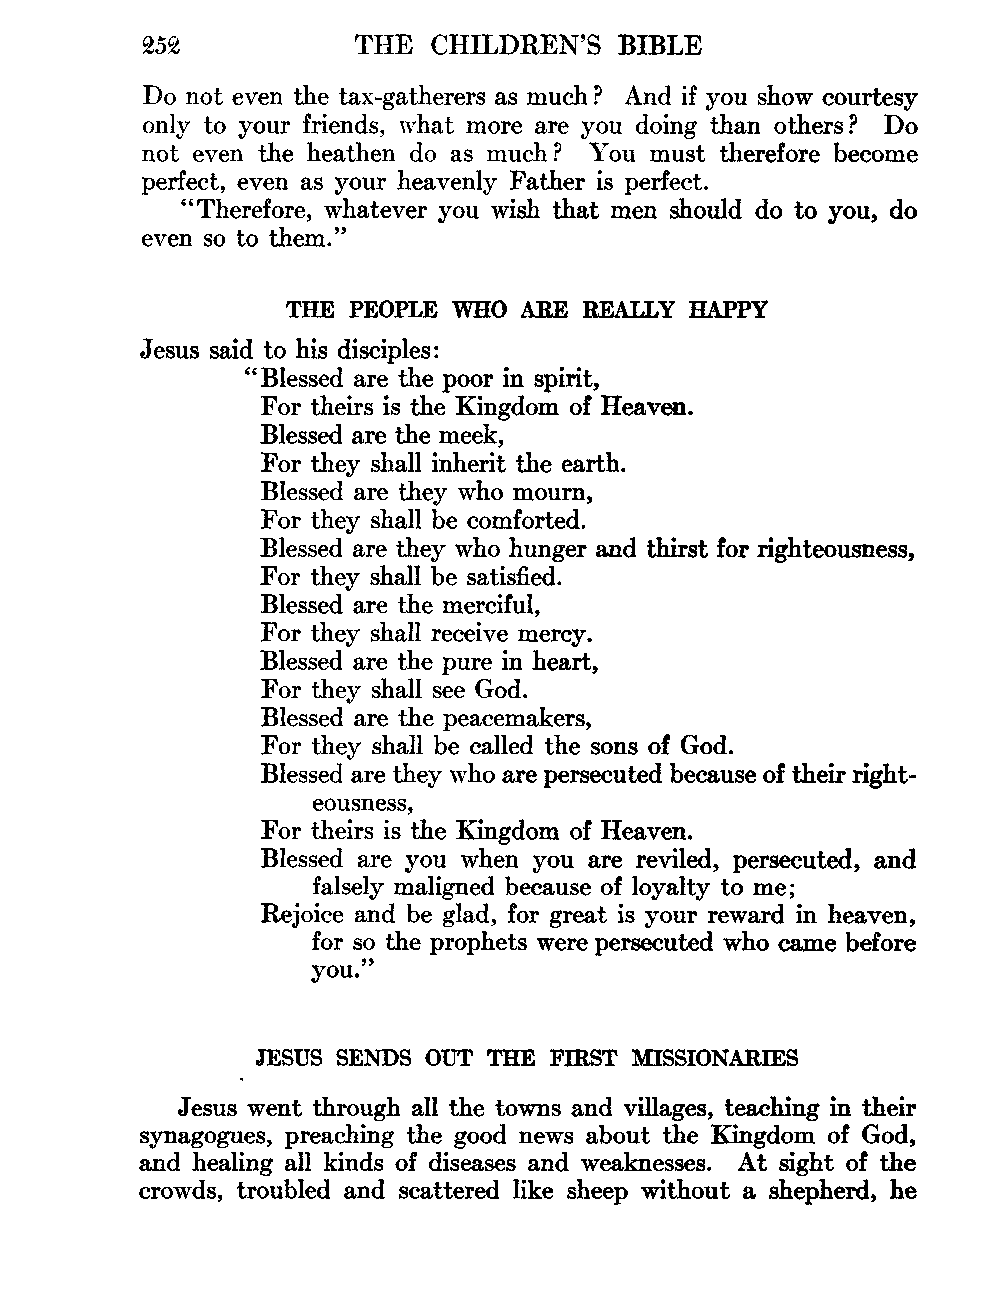 252 THE CHILDREN'S BIBLE
Do not even the tax-gatherers as much? And if you show courtesy
only to your friends, what more are you doing than others? Do
not even the heathen do as much? You must therefore become
perfect, even as your heavenly Father is perfect.
"Therefore, whatever you wish that men should do to you, do
even so to them."
THE PEOPLE WHO ARE REALLY HAPPY
Jesus said to his disciples:
"Blessed are the poor in spirit,
For theirs is the Kingdom of Heaven.
Blessed are the meek,
For they shall inherit the earth.
Blessed are they who mourn,
For they shall be comforted.
Blessed are they who hunger and thirst for righteousness,
For they shall be satisfied.
Blessed are the merciful,
For they shall receive mercy.
Blessed are the pure in heart,
For they shall see God.
Blessed are the peacemakers,
For they shall be called the sons of God.
Blessed are they who are persecuted because of their right-
eousness,
For theirs is the Kingdom of Heaven.
Blessed are you when you are reviled, persecuted, and
falsely maligned because of loyalty to me;
Rejoice and be glad, for great is your reward in heaven,
for so the prophets were persecuted who came before
you."
JESUS SENDS OUT THE FIRST MISSIONARIES
Jesus went through all the towns and villages, teaching in their
synagogues, preaching the good news about the Kingdom of God,
and healing all kinds of diseases and weaknesses. At sight of the
crowds, troubled and scattered like sheep without a shepherd, he